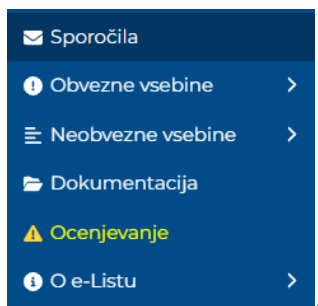 Sporočila
Obvezne vsebine
Neobvezne vsebine
Dokumentacija
Ocenjevanje
O e-Listu